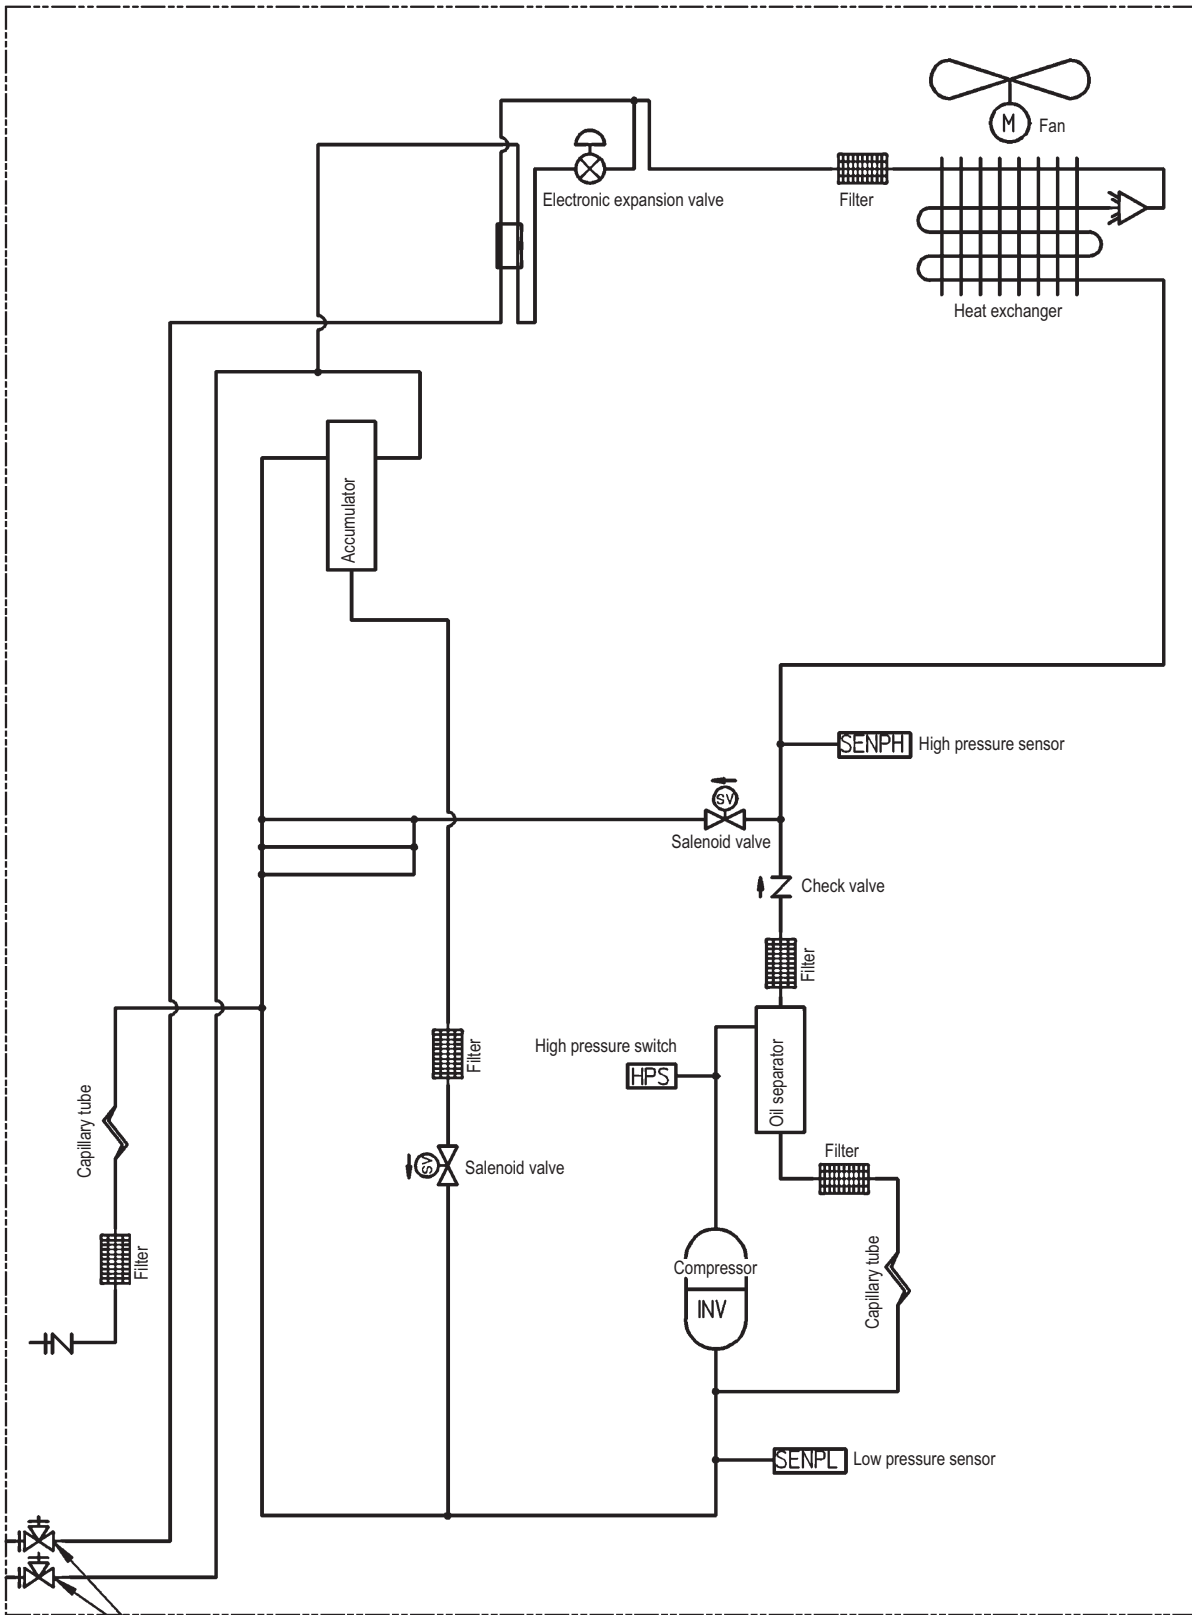 M
Fan
Electronic expansion valve
Filter
Heat exchanger
Accumulator
SENPH
High pressure sensor
SV
Salenoid valve
Check valve
Filter
High pressure switch
HPS
Filter
Oil separator
Capillary tube
SV
Salenoid valve
Filter
Filter
Compressor
INV
Capillary tube
SENPL
Low pressure sensor